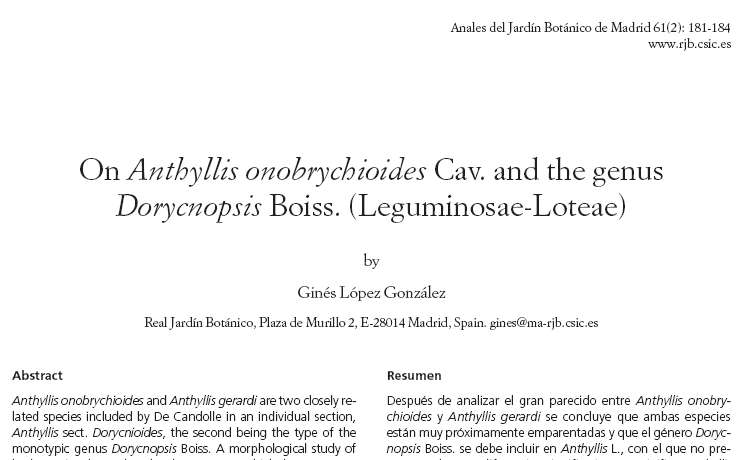 Anales del Jardín Botánico de Madrid 61(2): 181-184
www.rjb.csic.es
On Anthyllis onobrychioides Cav. and the genus
Dorycnopsis Boiss. (Leguminosae-Loteae)
by
Ginés López González
Real Jardín Botánico, Plaza de Murillo 2, E-28014 Madrid, Spain. gines@ma-rjb.csic.es
Abstract
Anthyllis onobrychioides and Anthyllis gerardi are two closely re-
lated species included by De Candolle in an individual section,
Anthyllis sect. Dorycnioides, the second being the type of the
monotypic genus Dorycnopsis Boiss. A morphological study of
Resumen
Después de analizar el gran parecido entre Anthyllis onobry-
chioides y Anthyllis gerardi se concluye que ambas especies
están muy próximamente emparentadas y que el género Doryc-
nopsis Boiss. se debe incluir en Anthyllis L., con el que no pre-